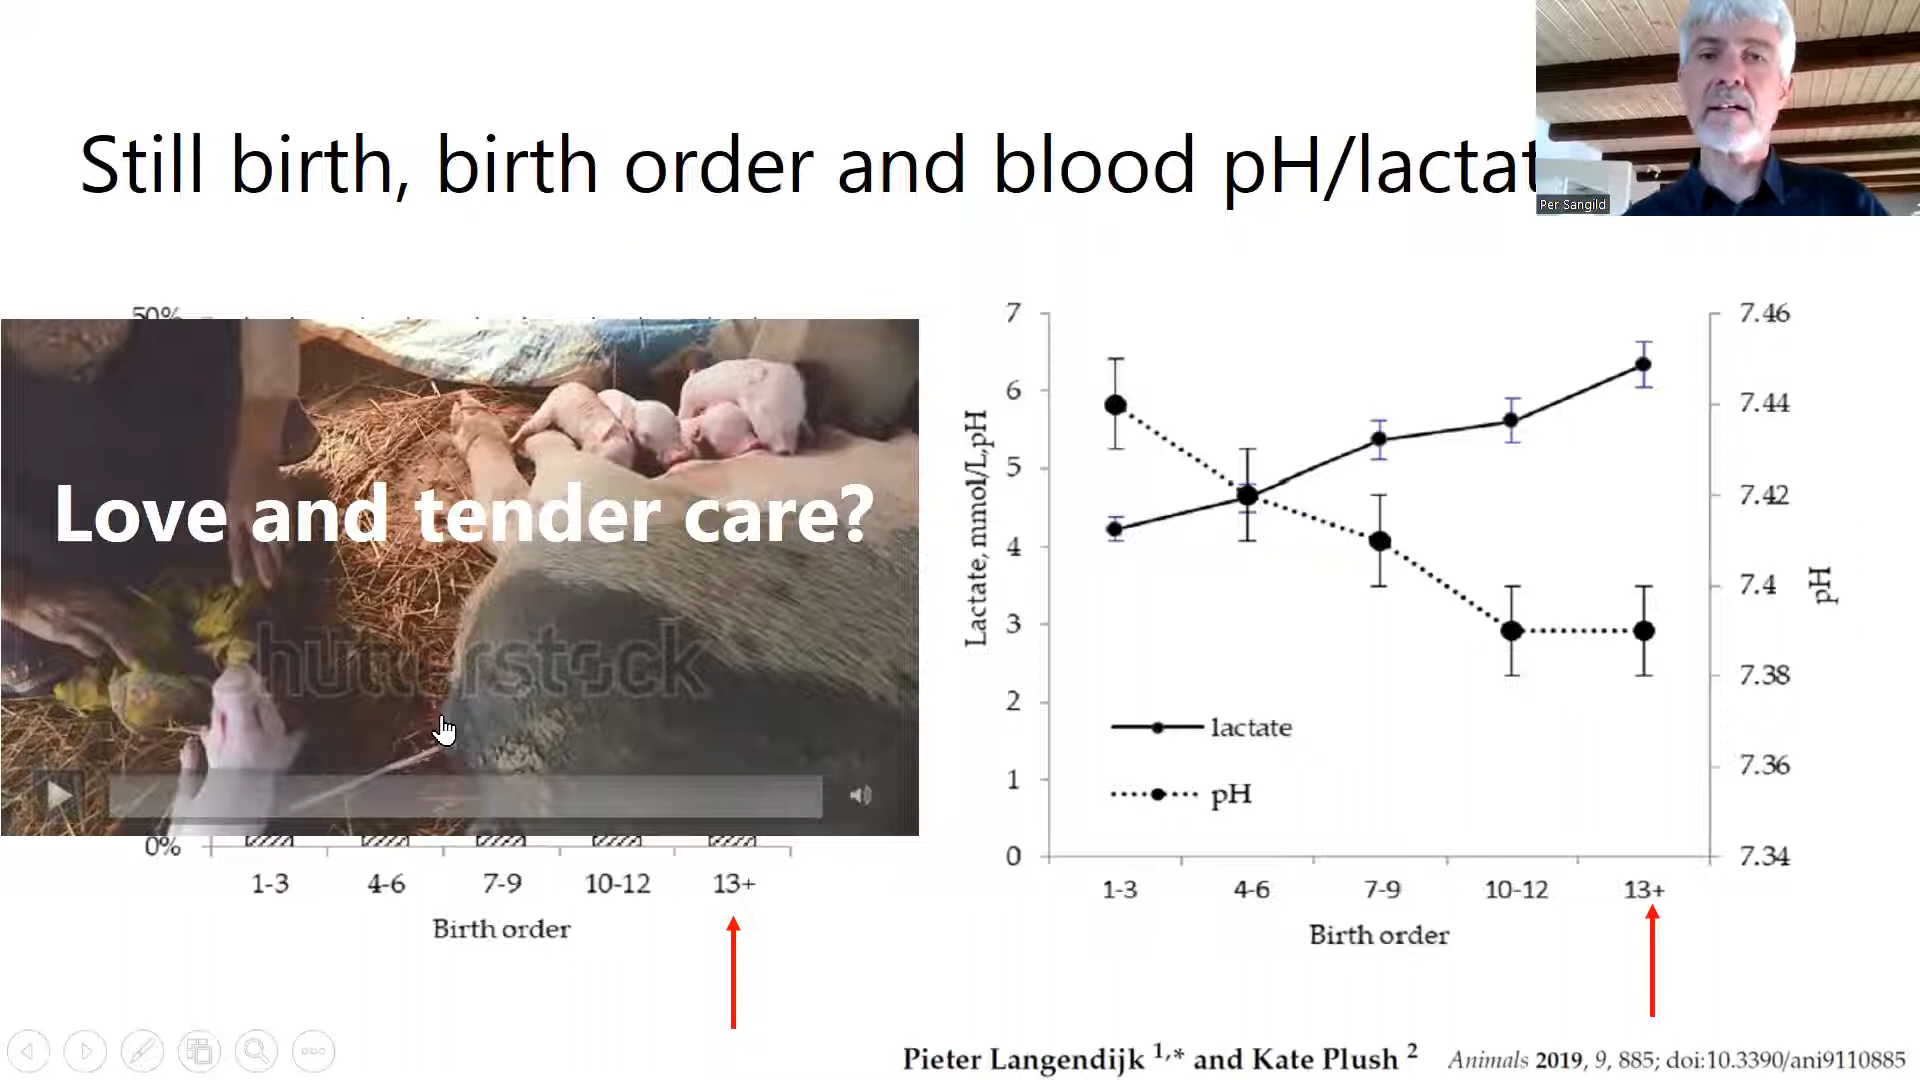 Still birth, birth order and blood pH/lactat
Per Sangild
50%
Love and tender care?
shutterstock
0%
1-3 4-6 7-9 10-12 13+
Birth order
7
6
5
4
3
2
1
0
Lactate, mmol/L,pH
7.46
7.44
7.42
7.4
7.38
7.36
7.34
pH
lactate
pH
1-3 4-6 7-9 10-12 13+
Birth order
Pieter Langendijk 1,* and Kate Plush 2
Animals 2019, 9, 885; doi:10.3390/ani9110885